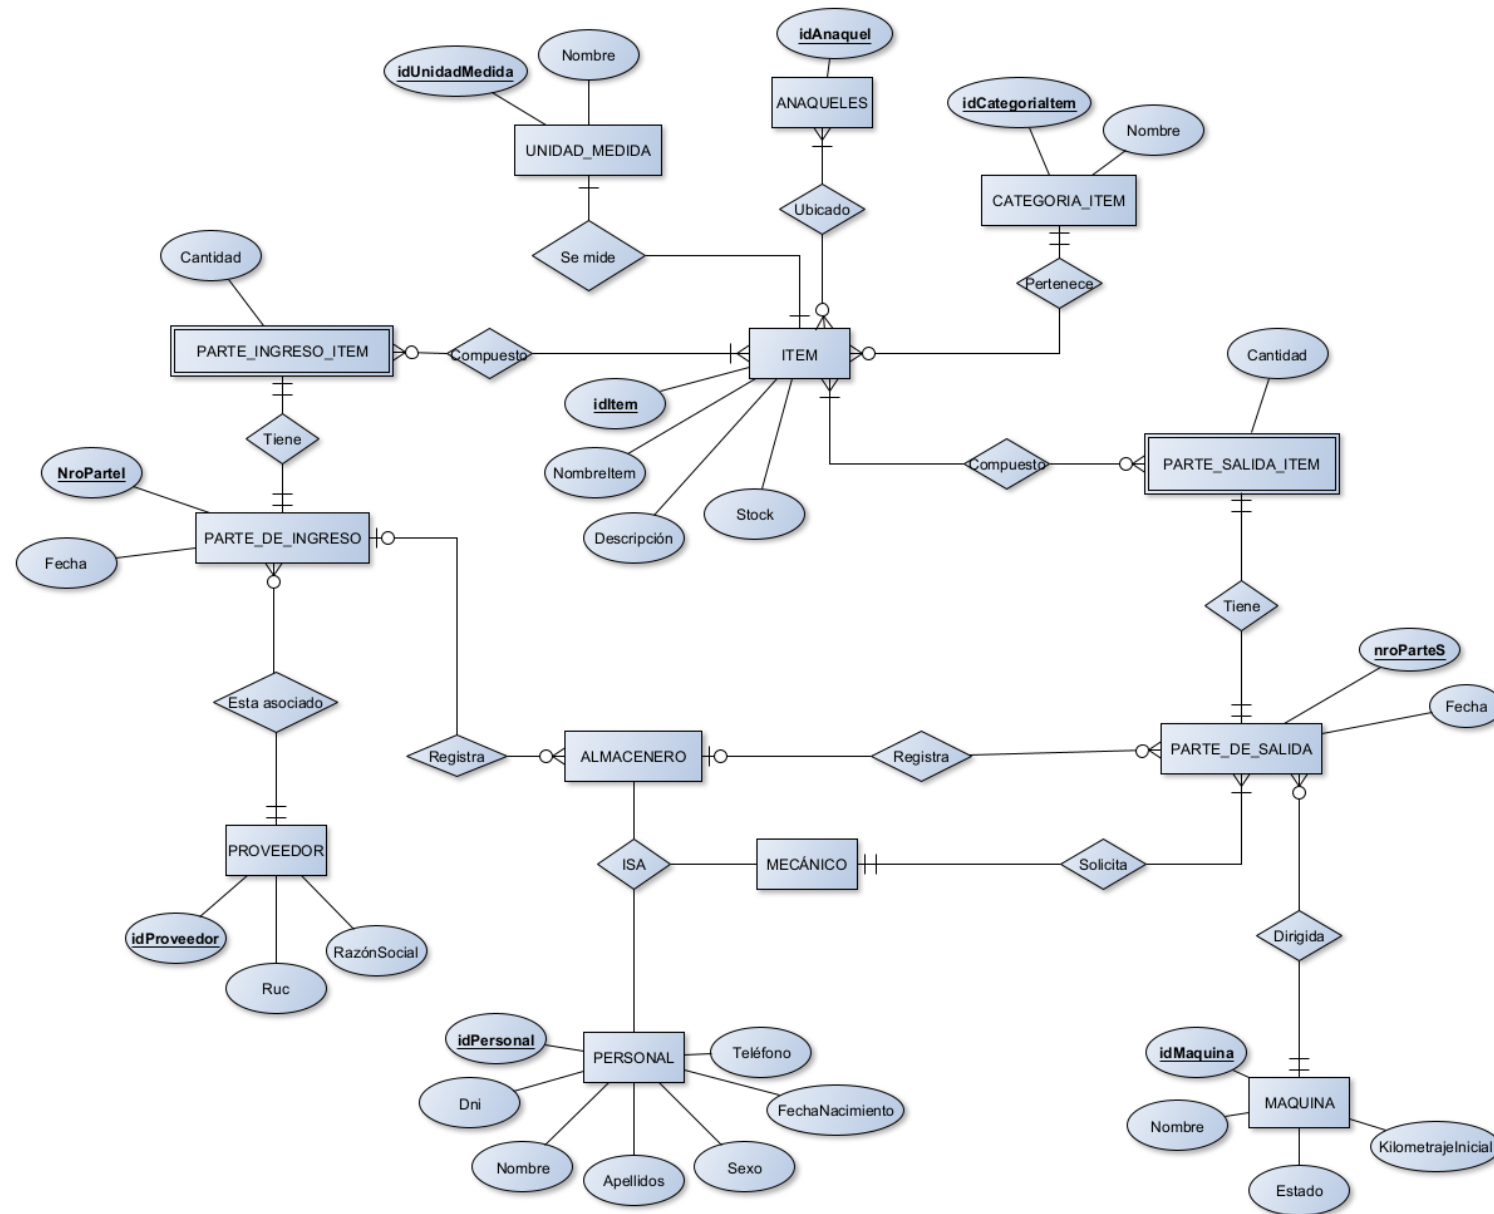 idAnaquel
Nombre
idUnidadMedida
ANAQUELES
idCategoriaItem
Nombre
UNIDAD_MEDIDA
CATEGORIA_ITEM
Ubicado
Cantidad
Se mide
Pertenece
PARTE_INGRESO_ITEM
Compuesto
ITEM
Cantidad
idItem
Tiene
NroParteI
NombreItem
Compuesto
PARTE_SALIDA_ITEM
Stock
PARTE_DE_INGRESO
Descripción
Fecha
Tiene
nroParteS
Esta asociado
Fecha
Registra
ALMACENERO
Registra
PARTE_DE_SALIDA
PROVEEDOR
ISA
MECÁNICO
Solicita
idProveedor
RazónSocial
Dirigida
Ruc
idPersonal
PERSONAL
Teléfono
idMaquina
Dni
FechaNacimiento
MAQUINA
Nombre
KilometrajeInicial
Nombre
Apellidos
Sexo
Estado